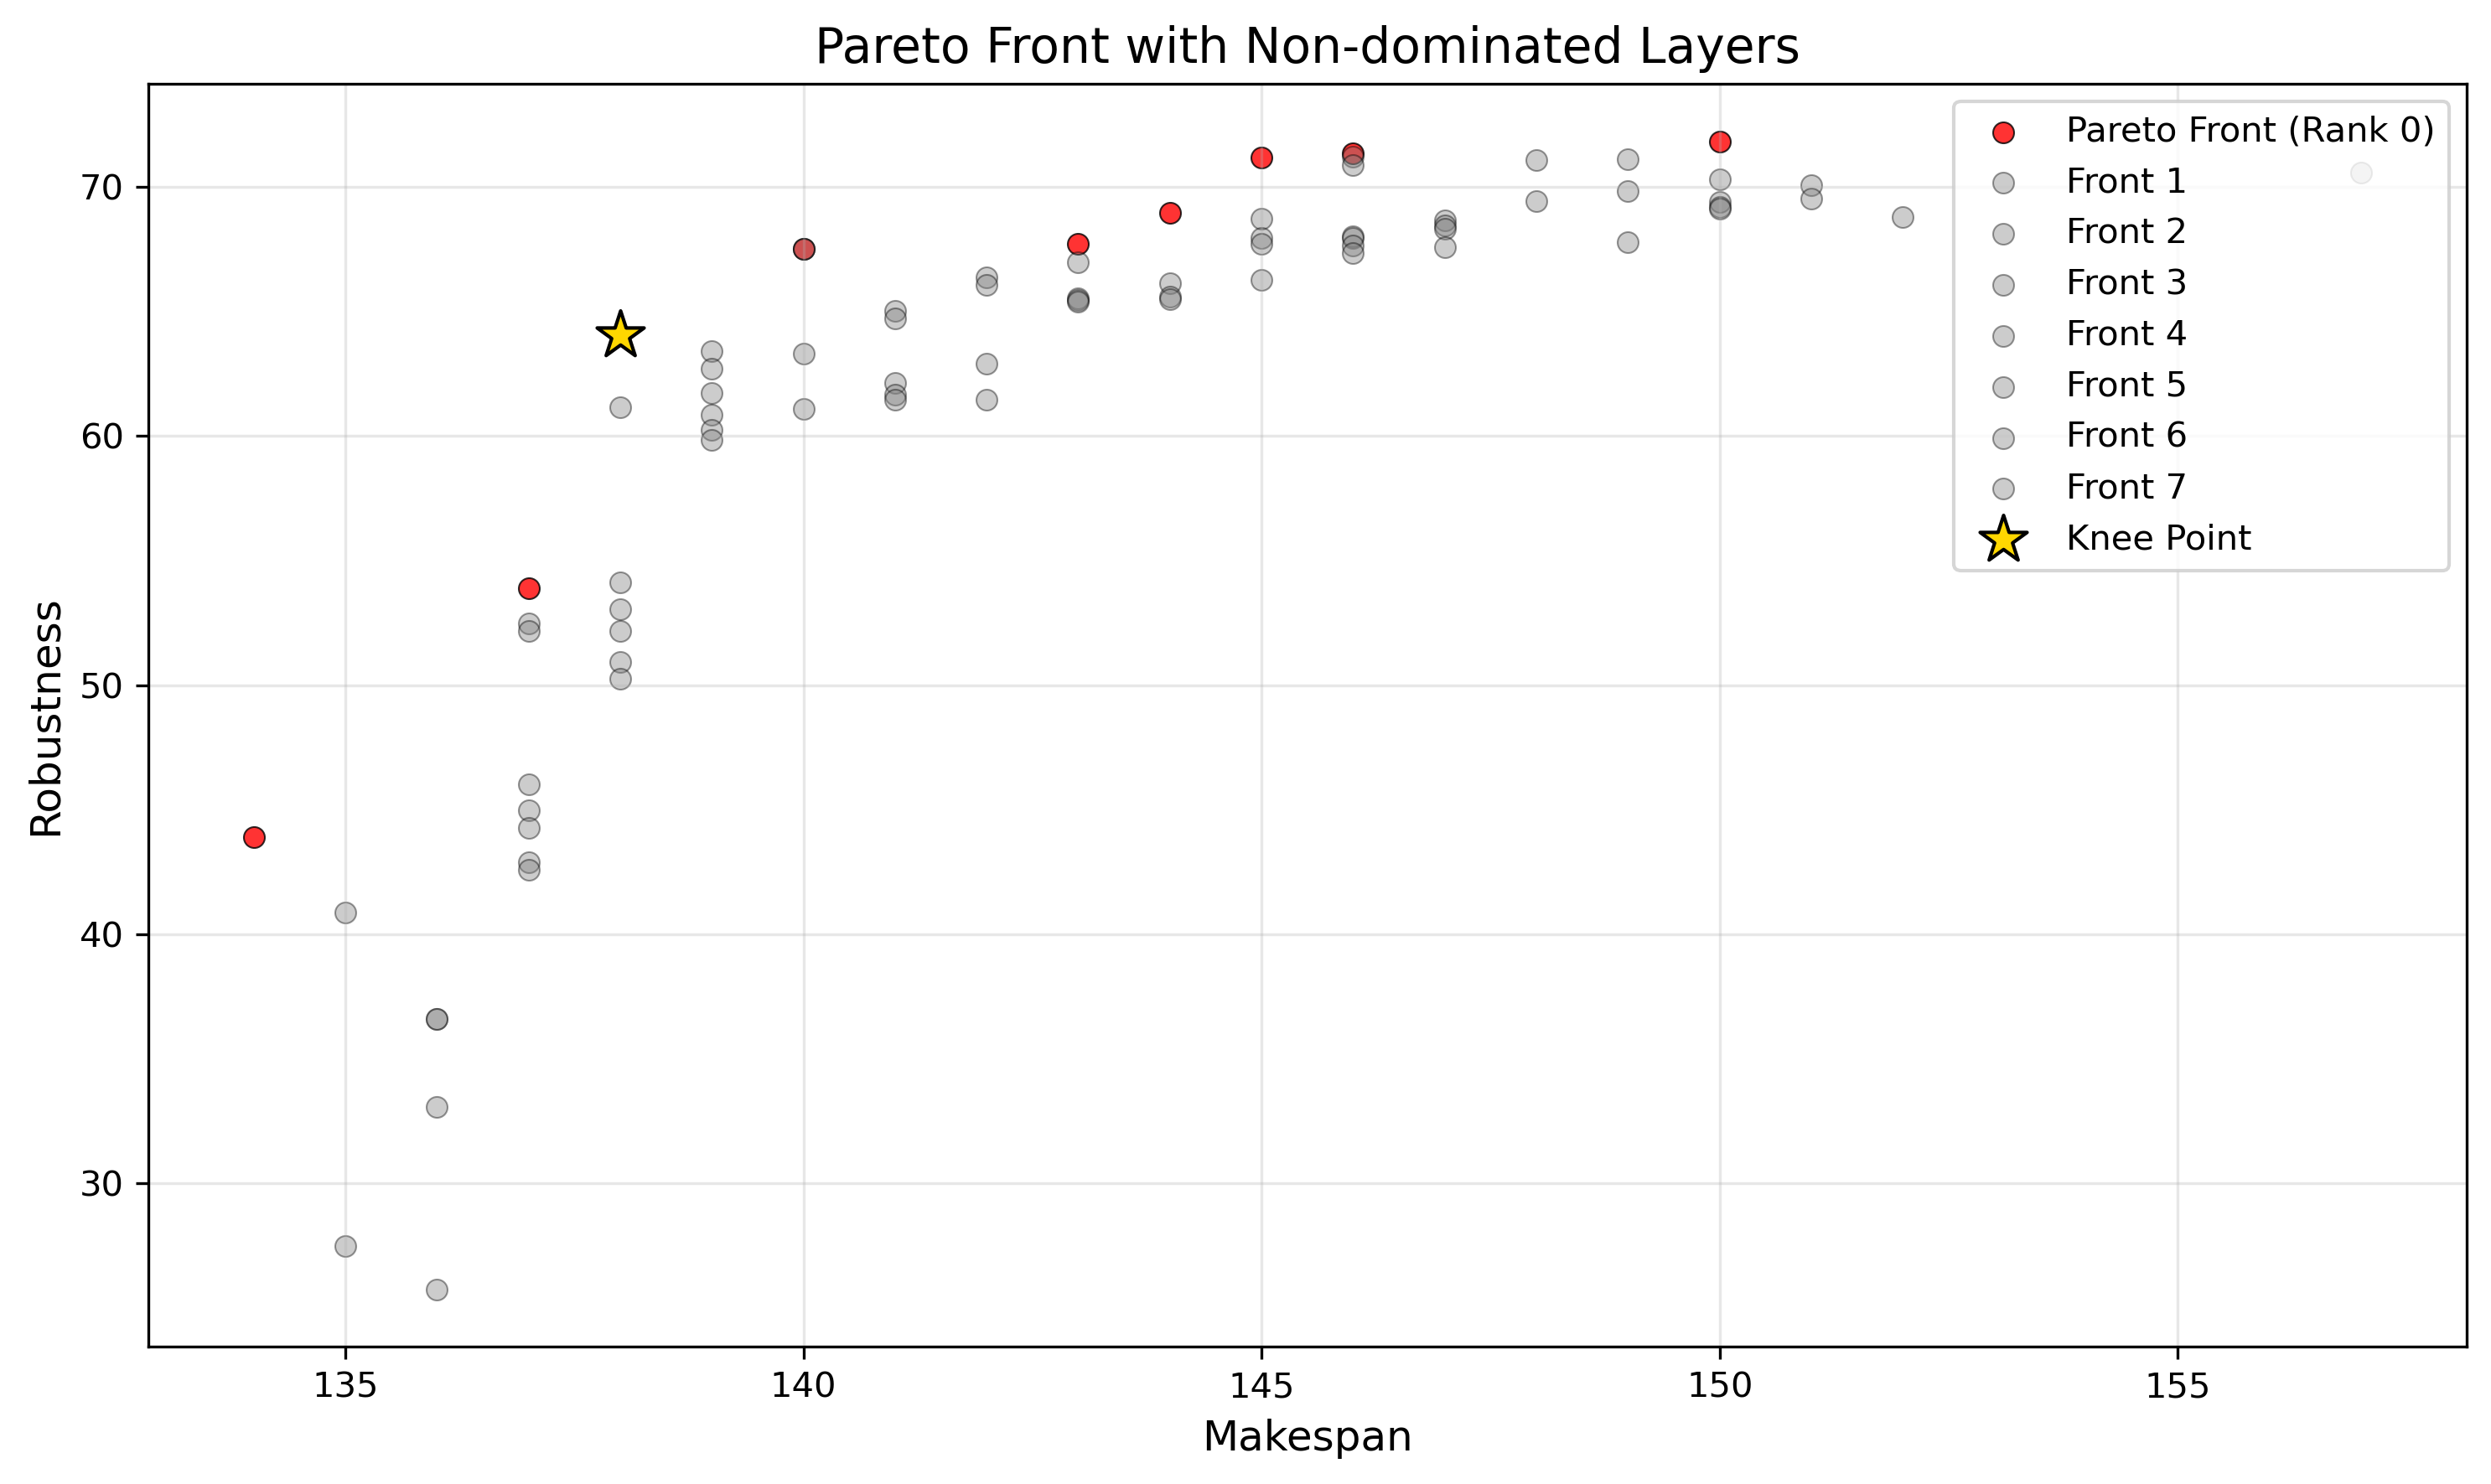 Pareto Front with Non-dominated Layers
Pareto Front (Rank 0)
Front 1
Front 2
Front 3
Front 4
Front 5
Front 6
Front 7
Knee Point
Robustness
70
60
50
40
30
135 140 145 150 155
Makespan